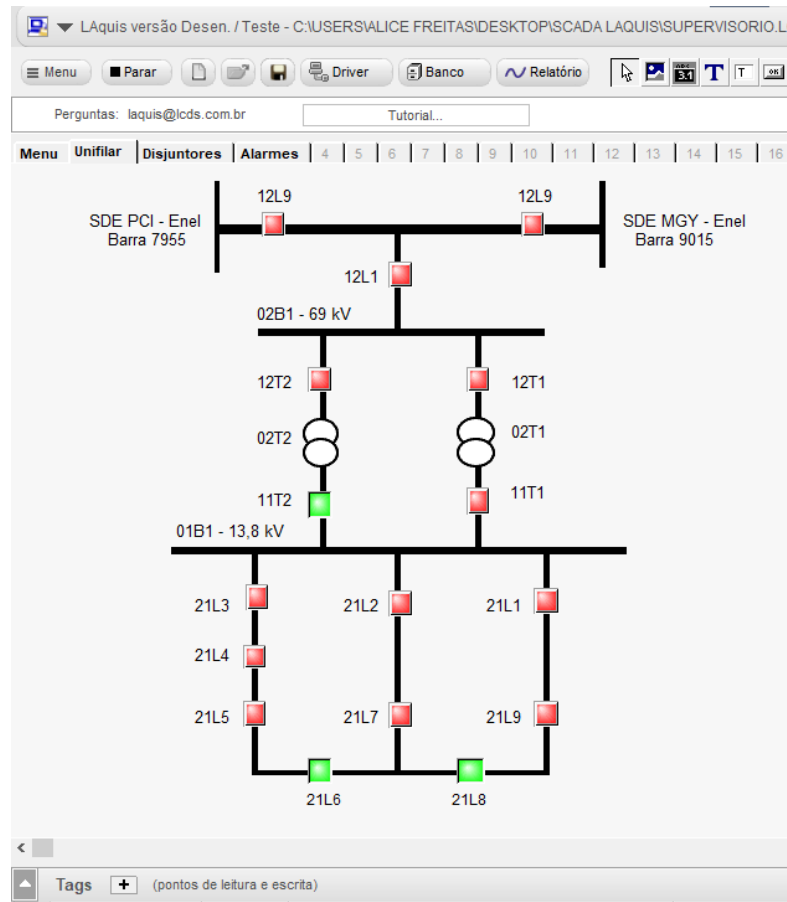 LAquis versão Desen. / Teste - C:\USERS\ALICE FREITAS\DESKTOP\SCADA LAQUIS\SUPERVISORIO.L
Menu Parar Driver Banco Relatório ABC 3.1 T T OK
Perguntas: laquis@lcds.com.br Tutorial...
Menu Unifilar Disjuntores Alarmes 4 5 6 7 8 9 10 11 12 13 14 15 16
12L9 12L9
SDE PCI - Enel SDE MGY - Enel
Barra 7955 Barra 9015
12L1
02B1 - 69 kV
12T2 12T1
02T2 02T1
11T2 11T1
01B1 - 13,8 kV
21L3 21L2 21L1
21L4
21L5 21L7 21L9
21L6 21L8
Tags + (pontos de leitura e escrita)